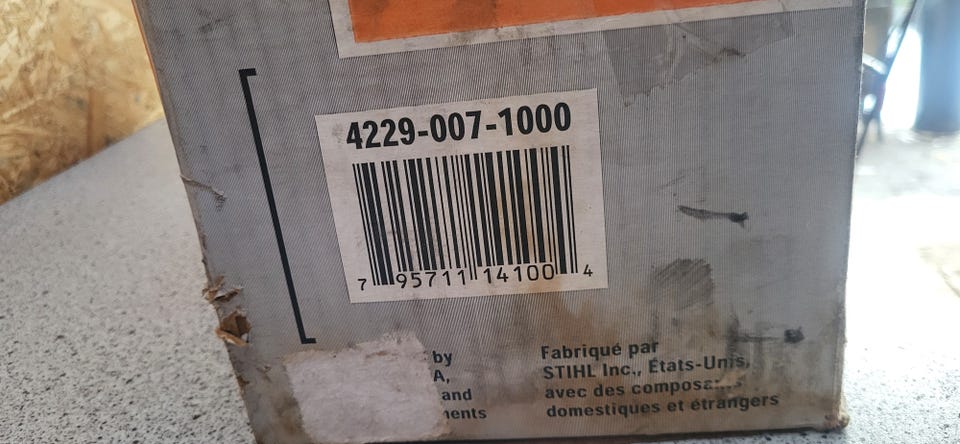 4229-007-1000
7 95711 14100 4
by
A,
and
ments
Fabriqué par
STIHL Inc., États-Unis,
avec des composants
domestiques et étrangers